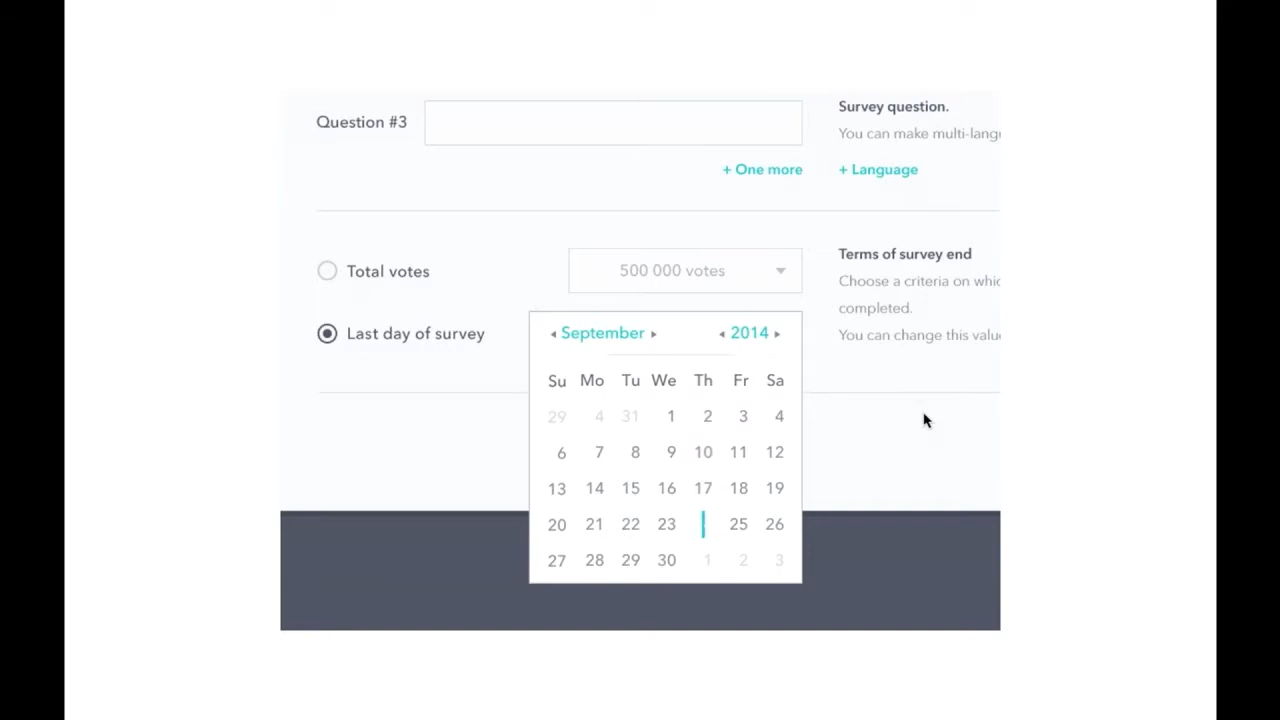 Question #3
Survey question.
You can make multi-langu
+ One more
+ Language
Total votes
500 000 votes
Terms of survey end
Choose a criteria on whic
completed.
You can change this valu
Last day of survey
September
2014
Su Mo Tu We Th Fr Sa
29 4 31 1 2 3 4
6 7 8 9 10 11 12
13 14 15 16 17 18 19
20 21 22 23 25 26
27 28 29 30 1 2 3